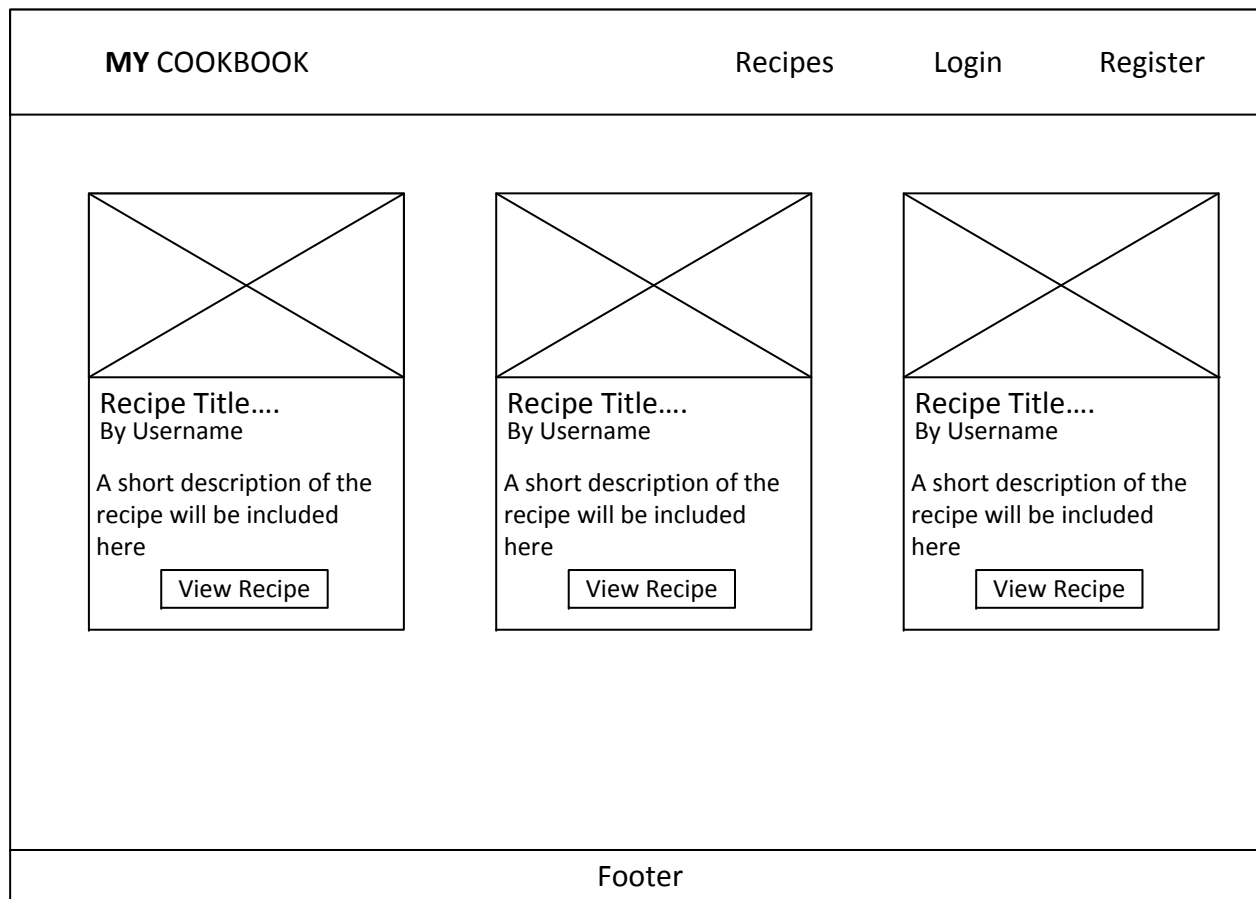 MY COOKBOOK Recipes Login Register
Recipe Title....
By Username
A short description of the
recipe will be included
here
View Recipe
Recipe Title....
By Username
A short description of the
recipe will be included
here
View Recipe
Recipe Title....
By Username
A short description of the
recipe will be included
here
View Recipe
Footer